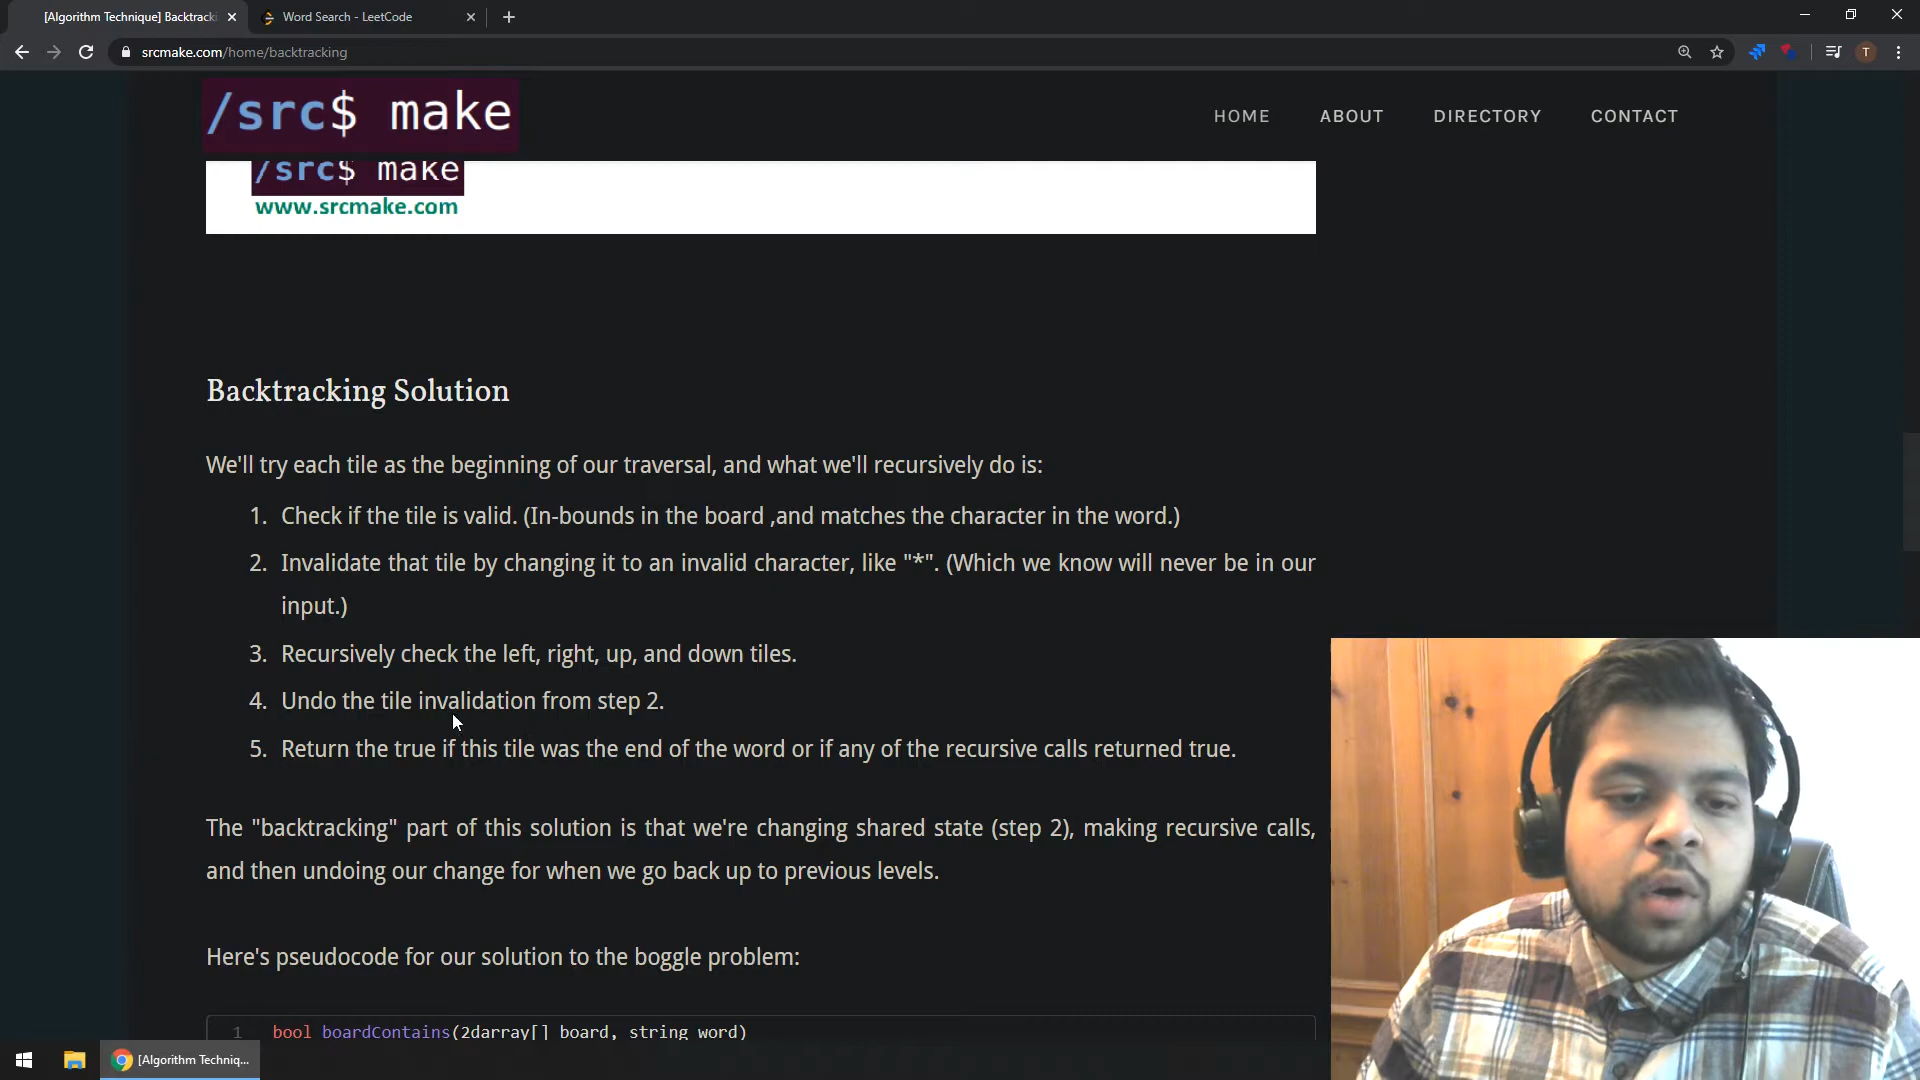 [Algorithm Technique] Backtracki
Word Search - LeetCode
srcmake.com/home/backtracking
T
/src$ make
HOME
ABOUT
DIRECTORY
CONTACT
/src$ make
www.srcmake.com
Backtracking Solution
We'll try each tile as the beginning of our traversal, and what we'll recursively do is:
1. Check if the tile is valid. (In-bounds in the board ,and matches the character in the word.)
2. Invalidate that tile by changing it to an invalid character, like "*". (Which we know will never be in our
input.)
3. Recursively check the left, right, up, and down tiles.
4. Undo the tile invalidation from step 2.
5. Return the true if this tile was the end of the word or if any of the recursive calls returned true.
The "backtracking" part of this solution is that we're changing shared state (step 2), making recursive calls,
and then undoing our change for when we go back up to previous levels.
Here's pseudocode for our solution to the boggle problem:
1 bool boardContains(2darray[] board, string word)
[Algorithm Techniq...